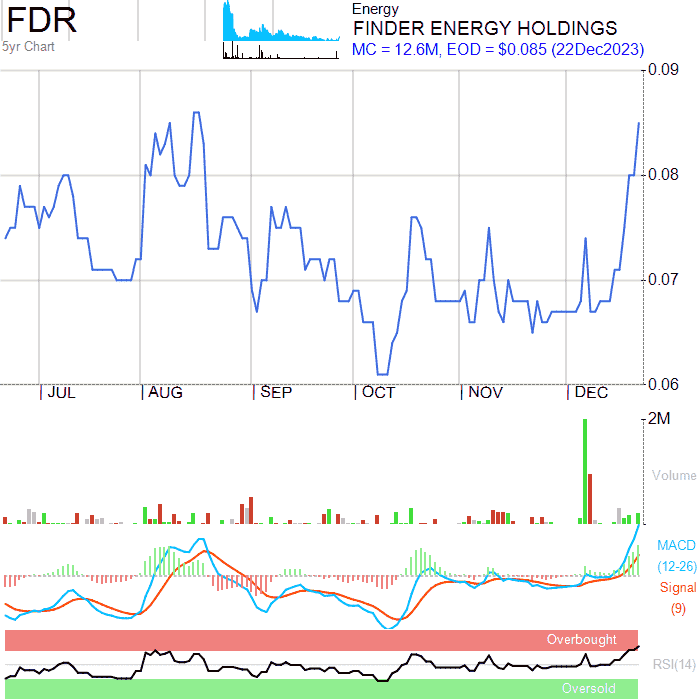 FDR
5yr Chart
Energy
FINDER ENERGY HOLDINGS
MC = 12.6M, EOD = $0.085 (22Dec2023)
0.09
0.08
0.07
0.06
JUL AUG SEP OCT NOV DEC
2M
Volume
MACD
(12-26)
Signal
(9)
Overbought
RSI(14)
Oversold